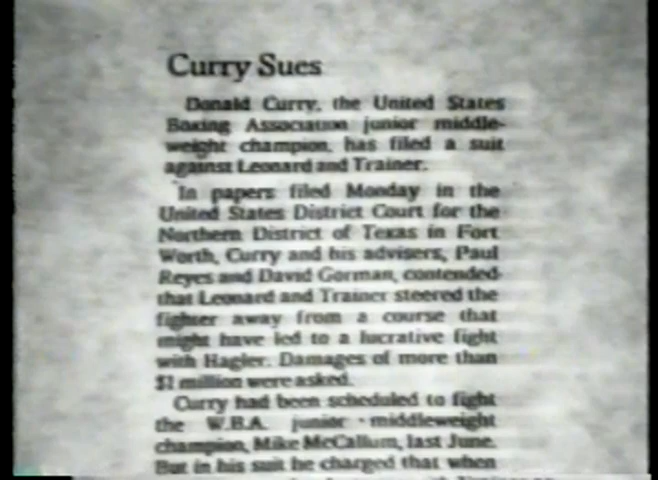 Curry Sues
Donald Curry, the United States
Boxing Association junior middle-
weight champion, has filed a suit
against Leonard and Trainer.
In papers filed Monday in the
United States District Court for the
Northern District of Texas in Fort
Worth, Curry and his advisers, Paul
Reyes and David Gorman, contended
that Leonard and Trainer steered the
fighter away from a course that
might have led to a lucrative fight
with Hagler. Damages of more than
$1 million were asked.
Curry had been scheduled to fight
the W.B.A. junior middleweight
champion, Mike McCallum, last June.
But in his suit he charged that when